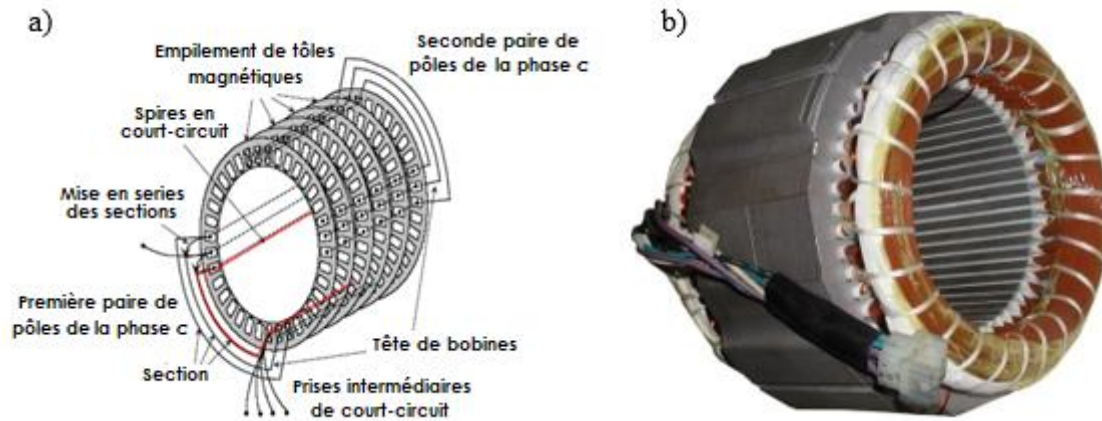 a)
Empilement de tôles
magnétiques
Seconde paire de
pôles de la phase c
Spires en
court-circuit
Mise en series
des sections
Première paire de
pôles de la phase c
Section
Tête de bobines
Prises intermédiaires
de court-circuit
b)